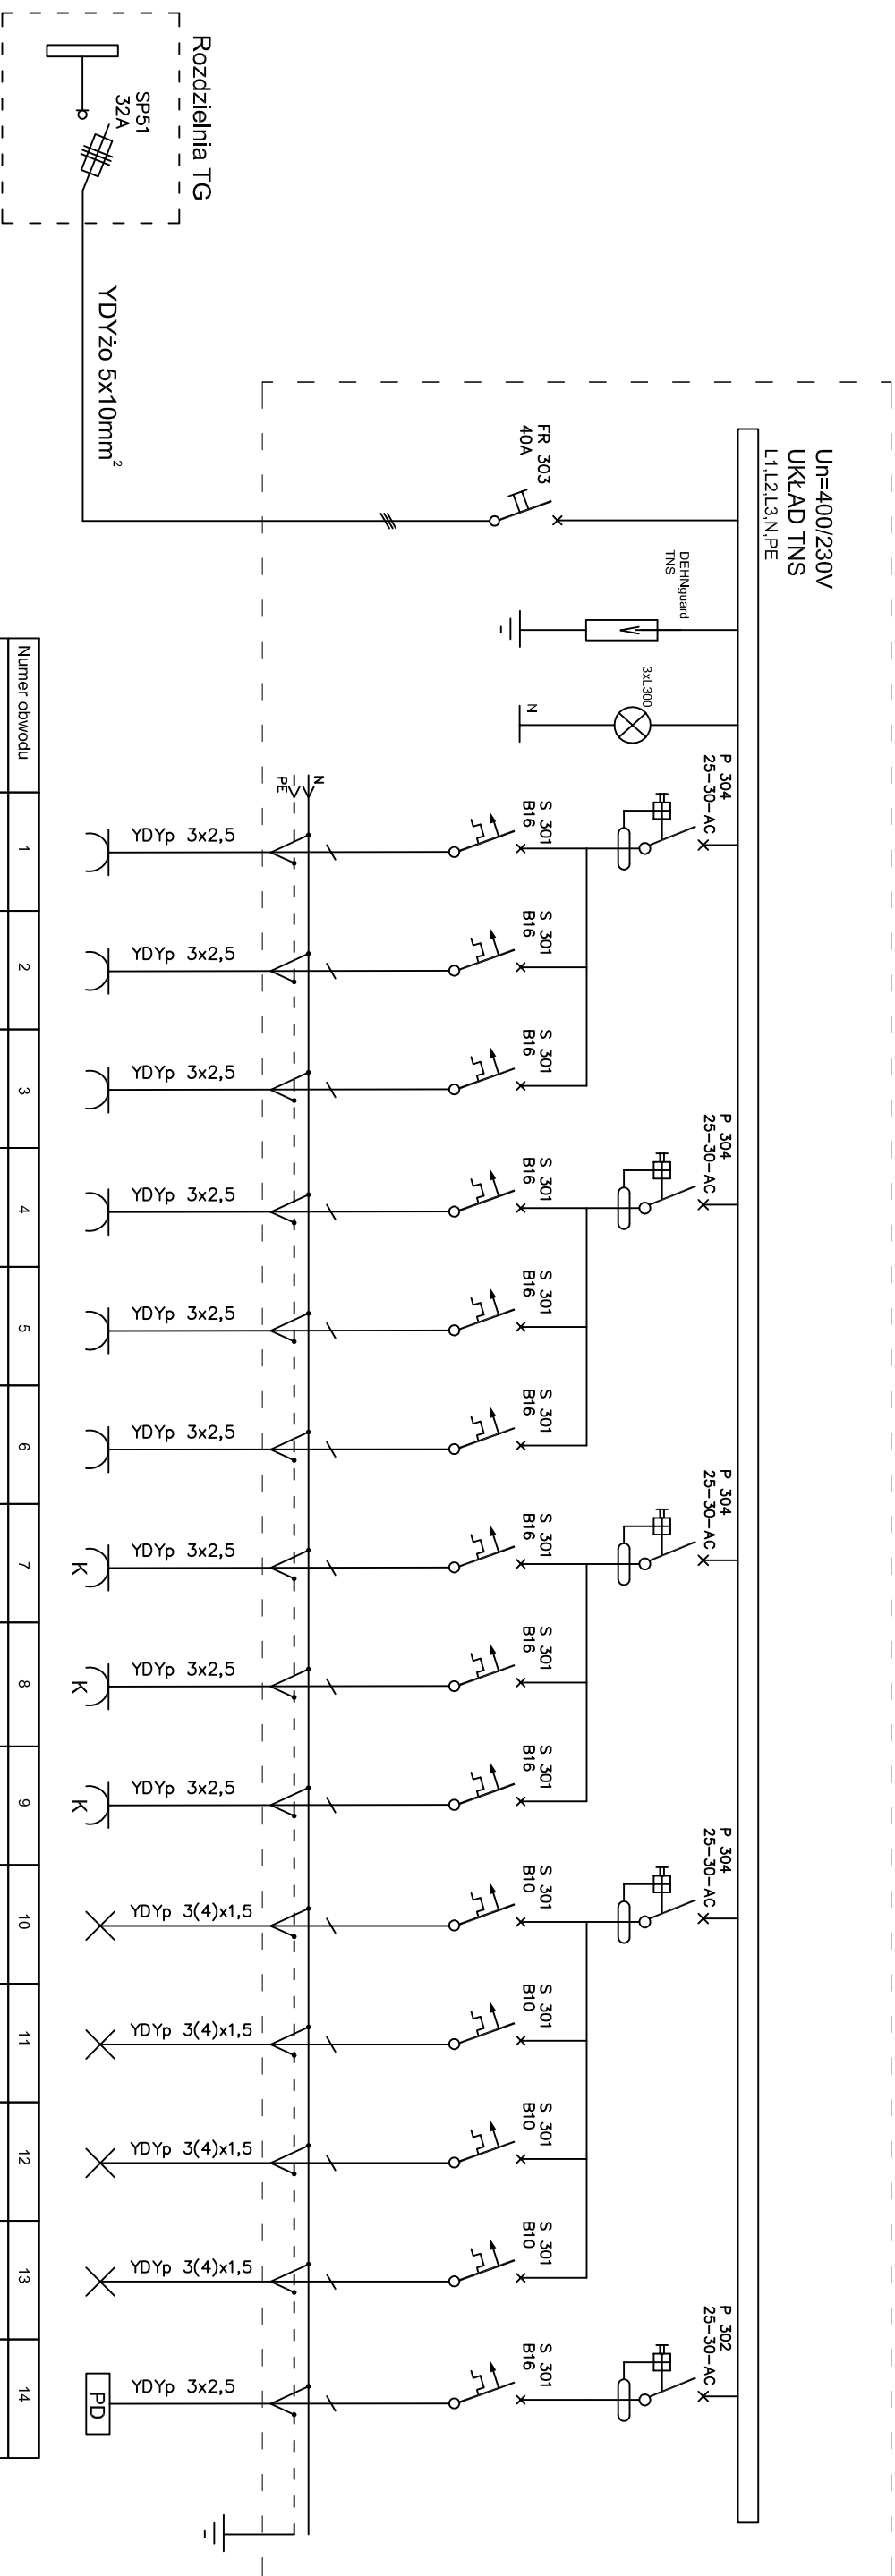 Rozdzielnia TG
SP51
32A
YDYżo 5x10mm²
Un=400/230V
UKŁAD TNS
L1,L2,L3,N,PE
FR 303
40A
DEHNguard
TNS
3xL300
N
P 304
25-30-AC
P 304
25-30-AC
P 304
25-30-AC
P 304
25-30-AC
P 302
25-30-AC
S 301
B16
S 301
B16
S 301
B16
S 301
B16
S 301
B16
S 301
B16
S 301
B16
S 301
B16
S 301
B16
S 301
B10
S 301
B10
S 301
B10
S 301
B10
S 301
B16
N
PE
YDYp 3x2,5
YDYp 3x2,5
YDYp 3x2,5
YDYp 3x2,5
YDYp 3x2,5
YDYp 3x2,5
YDYp 3x2,5
YDYp 3x2,5
YDYp 3x2,5
YDYp 3(4)x1,5
YDYp 3(4)x1,5
YDYp 3(4)x1,5
YDYp 3(4)x1,5
YDYp 3x2,5
K
K
K
PD
Numer obwodu 1 2 3 4 5 6 7 8 9 10 11 12 13 14